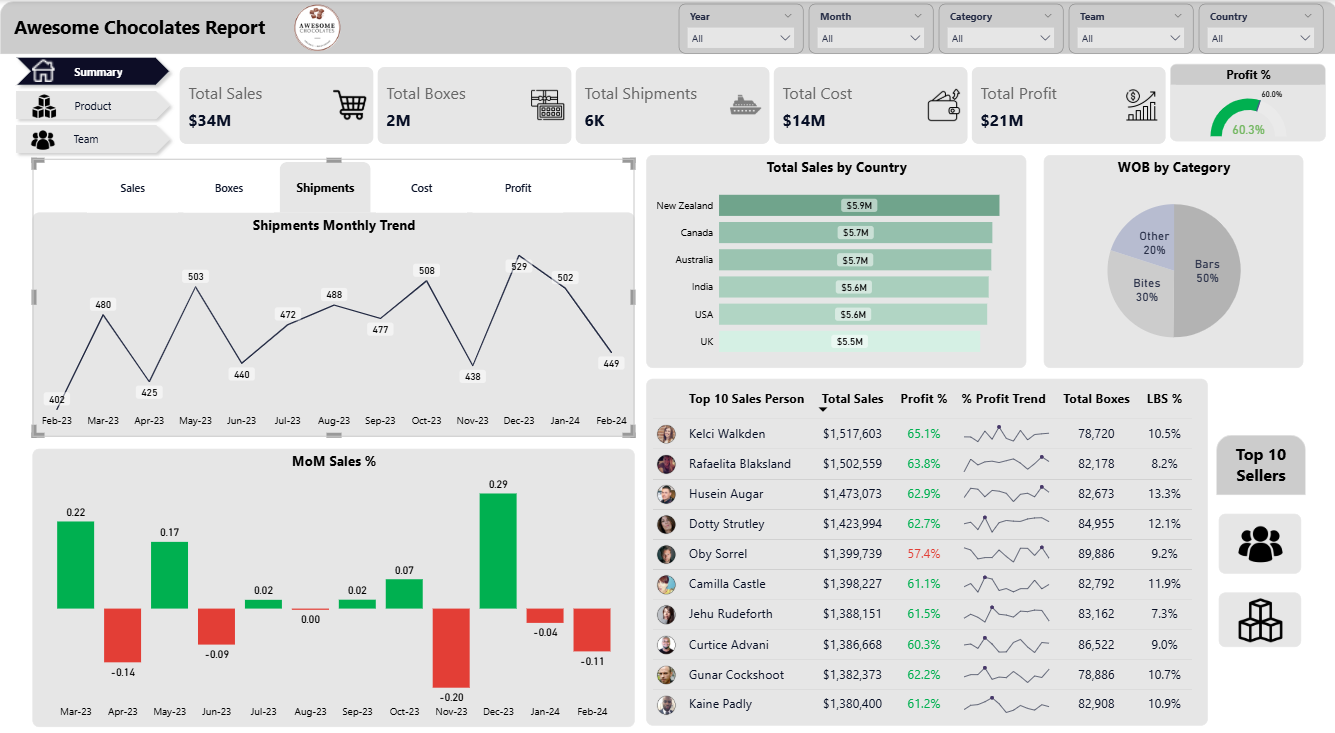 Awesome Chocolates Report
AWESOME
CHOCOLATES
Year
All
Month
All
Category
All
Team
All
Country
All
Summary
Product
Team
Total Sales
$34M
Total Boxes
2M
Total Shipments
6K
Total Cost
$14M
Total Profit
$21M
Profit %
60.0%
60.3%
Sales Boxes Shipments Cost Profit
Shipments Monthly Trend
402 480 425 503 440 472 488 477 508 438 529 502 449
Feb-23 Mar-23 Apr-23 May-23 Jun-23 Jul-23 Aug-23 Sep-23 Oct-23 Nov-23 Dec-23 Jan-24 Feb-24
Total Sales by Country
New Zealand $5.9M
Canada $5.7M
Australia $5.7M
India $5.6M
USA $5.6M
UK $5.5M
WOB by Category
Other
20%
Bars
50%
Bites
30%
MoM Sales %
0.22 -0.14 0.17 -0.09 0.02 0.00 0.02 0.07 -0.20 0.29 -0.04 -0.11
Mar-23 Apr-23 May-23 Jun-23 Jul-23 Aug-23 Sep-23 Oct-23 Nov-23 Dec-23 Jan-24 Feb-24
Top 10 Sales Person Total Sales Profit % % Profit Trend Total Boxes LBS %
Kelci Walkden $1,517,603 65.1% 78,720 10.5%
Rafaelita Blaksland $1,502,559 63.8% 82,178 8.2%
Husein Augar $1,473,073 62.9% 82,673 13.3%
Dotty Strutley $1,423,994 62.7% 84,955 12.1%
Oby Sorrel $1,399,739 57.4% 89,886 9.2%
Camilla Castle $1,398,227 61.1% 82,792 11.9%
Jehu Rudeforth $1,388,151 61.5% 83,162 7.3%
Curtice Advani $1,386,668 60.3% 86,522 9.0%
Gunar Cockshoot $1,382,373 62.2% 78,886 10.7%
Kaine Padly $1,380,400 61.2% 82,908 10.9%
Top 10
Sellers